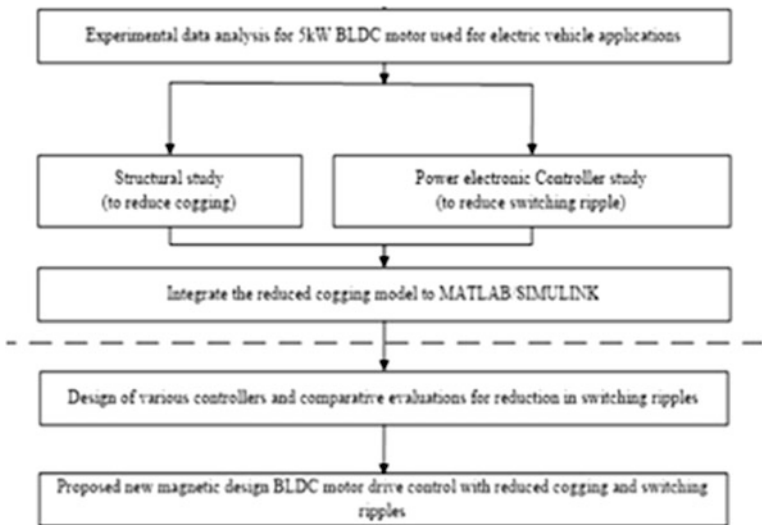 Experimental data analysis for 5kW BLDC motor used for electric vehicle applications
Structural study
(to reduce cogging)
Power electronic Controller study
(to reduce switching ripple)
Integrate the reduced cogging model to MATLAB/SIMULINK
Design of various controllers and comparative evaluations for reduction in switching ripples
Proposed new magnetic design BLDC motor drive control with reduced cogging and switching
ripples